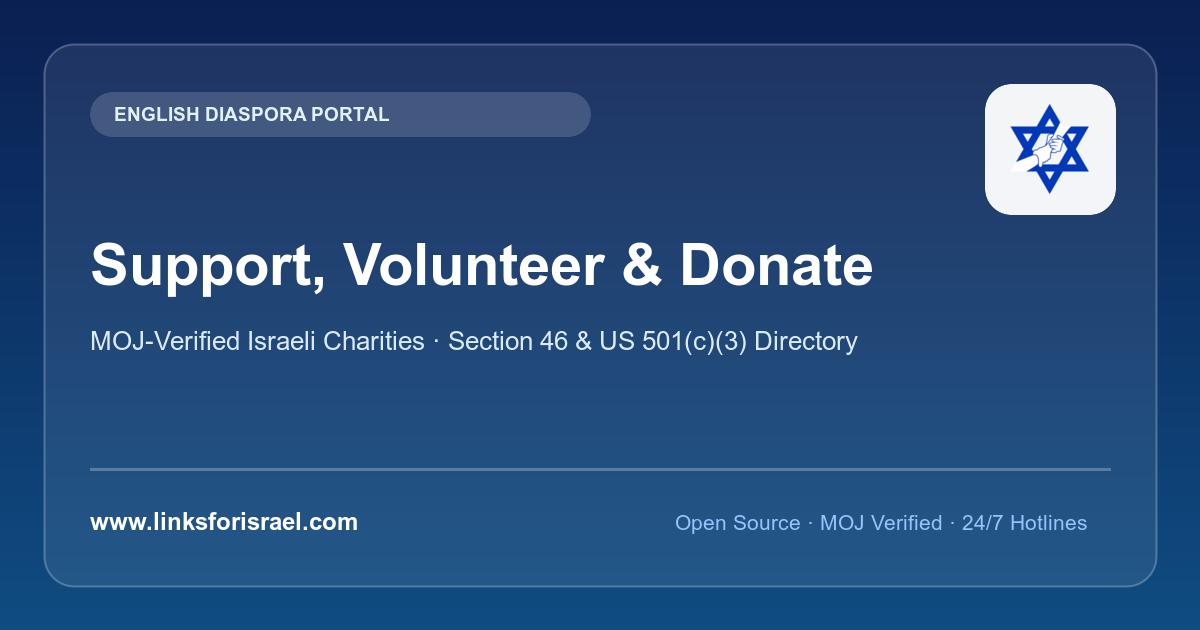 ENGLISH DIASPORA PORTAL
Support, Volunteer & Donate
MOJ-Verified Israeli Charities · Section 46 & US 501(c)(3) Directory
www.linksforisrael.com
Open Source · MOJ Verified · 24/7 Hotlines